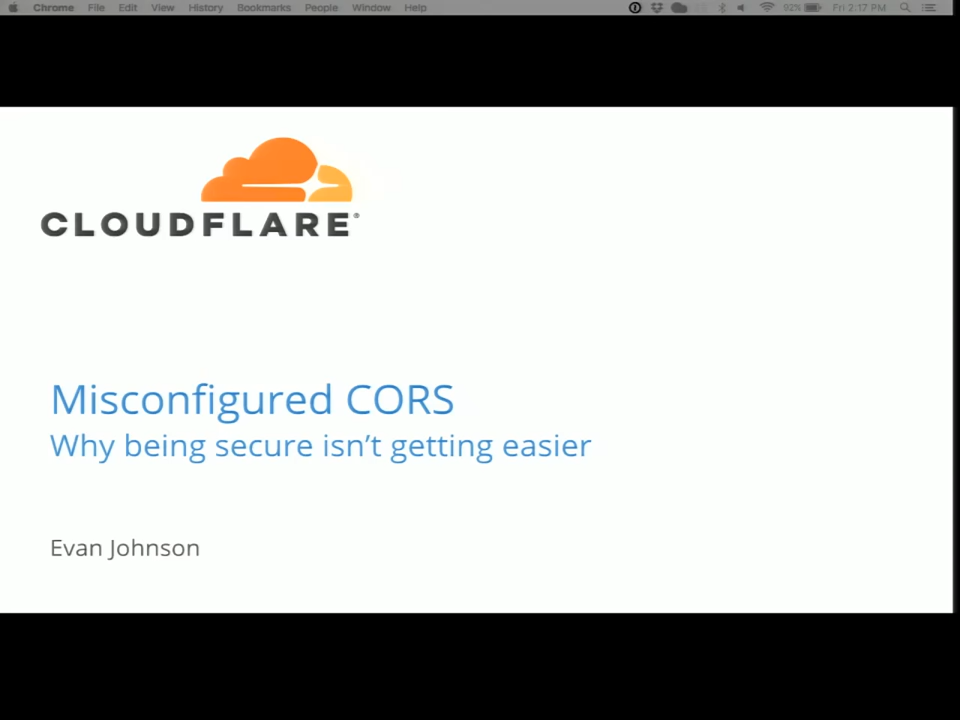 Chrome File Edit View History Bookmarks People Window Help 92% Fri 2:17 PM
CLOUDFLARE®
Misconfigured CORS
Why being secure isn’t getting easier
Evan Johnson